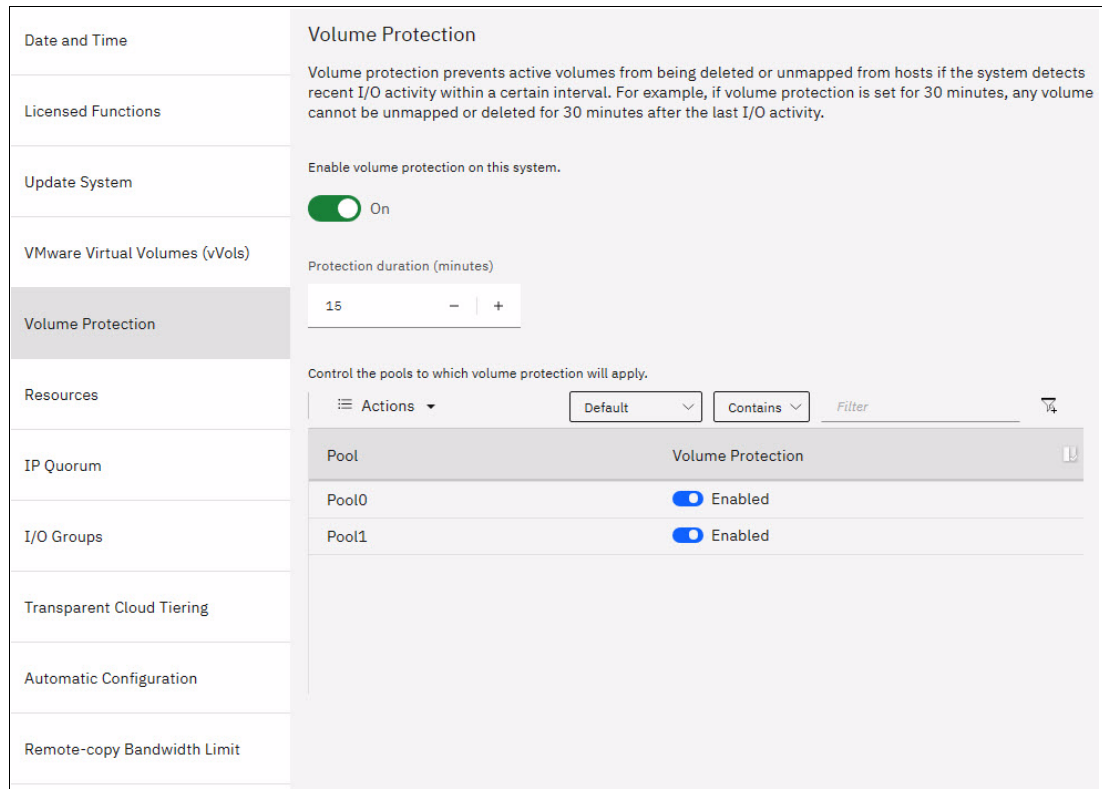 Date and Time
Licensed Functions
Update System
VMware Virtual Volumes (vVols)
Volume Protection
Resources
IP Quorum
I/O Groups
Transparent Cloud Tiering
Automatic Configuration
Remote-copy Bandwidth Limit
Volume Protection
Volume protection prevents active volumes from being deleted or unmapped from hosts if the system detects
recent I/O activity within a certain interval. For example, if volume protection is set for 30 minutes, any volume
cannot be unmapped or deleted for 30 minutes after the last I/O activity.
Enable volume protection on this system.
On
Protection duration (minutes)
15 − +
Control the pools to which volume protection will apply.
Actions Default Contains Filter
Pool Volume Protection
Pool0 Enabled
Pool1 Enabled